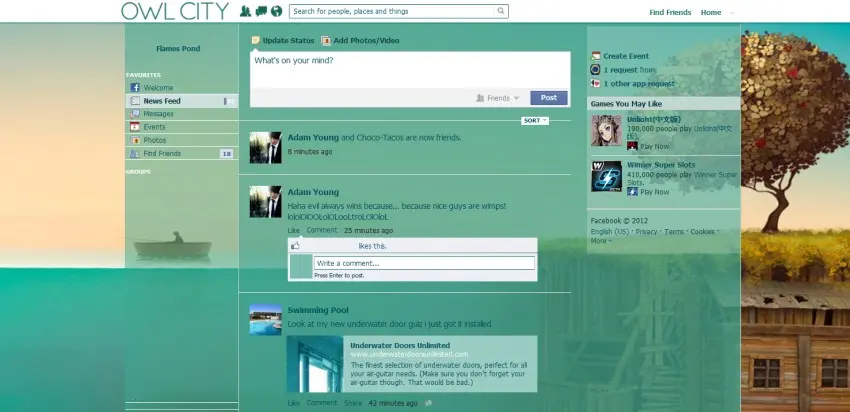 OWL CITY
Search for people, places and things
Find Friends Home
Flames Pond
FAVORITES
Welcome
News Feed
Messages
Events
Photos
Find Friends 18
GROUPS
Update Status Add Photos/Video
What's on your mind?
Friends Post
SORT
Adam Young and Choco-Tacos are now friends.
8 minutes ago
Adam Young
Haha evil always wins because... because nice guys are wimps!
Like Comment 25 minutes ago
likes this.
Write a comment...
Press Enter to post.
Swimming Pool
Look at my new underwater door guiz i just got it installed
Underwater Doors Unlimited
www.underwaterdoorsunlimited.com
The finest selection of underwater doors, perfect for all
your air-guitar needs. (Make sure you don't forget your
air-guitar though. That would be bad.)
Like Comment Share 42 minutes ago
Create Event
1 request from
1 other app request
Games You May Like
Unlight(中文版)
190,000 people play Unlight(中文
版).
Play Now
Winner Super Slots
410,000 people play Winner Super
Slots.
Play Now
Facebook © 2012
English (US) · Privacy · Terms · Cookies ·
More